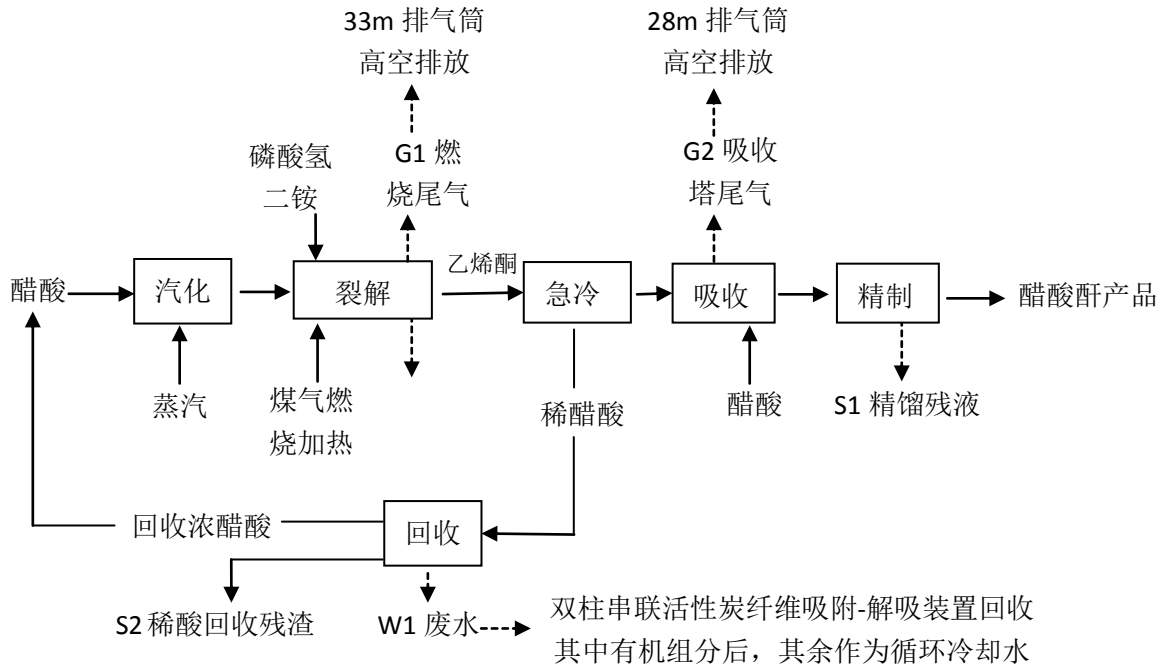 33m 排气筒
高空排放
28m 排气筒
高空排放
磷酸氢
二铵
G1 燃
烧尾气
G2 吸收
塔尾气
醋酸
汽化
裂解
乙烯酮
急冷
吸收
精制
醋酸酐产品
蒸汽
煤气燃
烧加热
稀醋酸
醋酸
S1 精馏残液
回收浓醋酸
回收
S2 稀酸回收残渣
W1 废水
双柱串联活性炭纤维吸附-解吸装置回收
其中有机组分后，其余作为循环冷却水